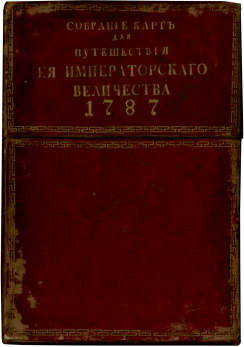 СОБРАНІЕ КАРТЪ
ДЛЯ
ПУТЕШЕСТВІЯ
ЕЯ ИМПЕРАТОРСКАГО
ВЕЛИЧЕСТВА
1787